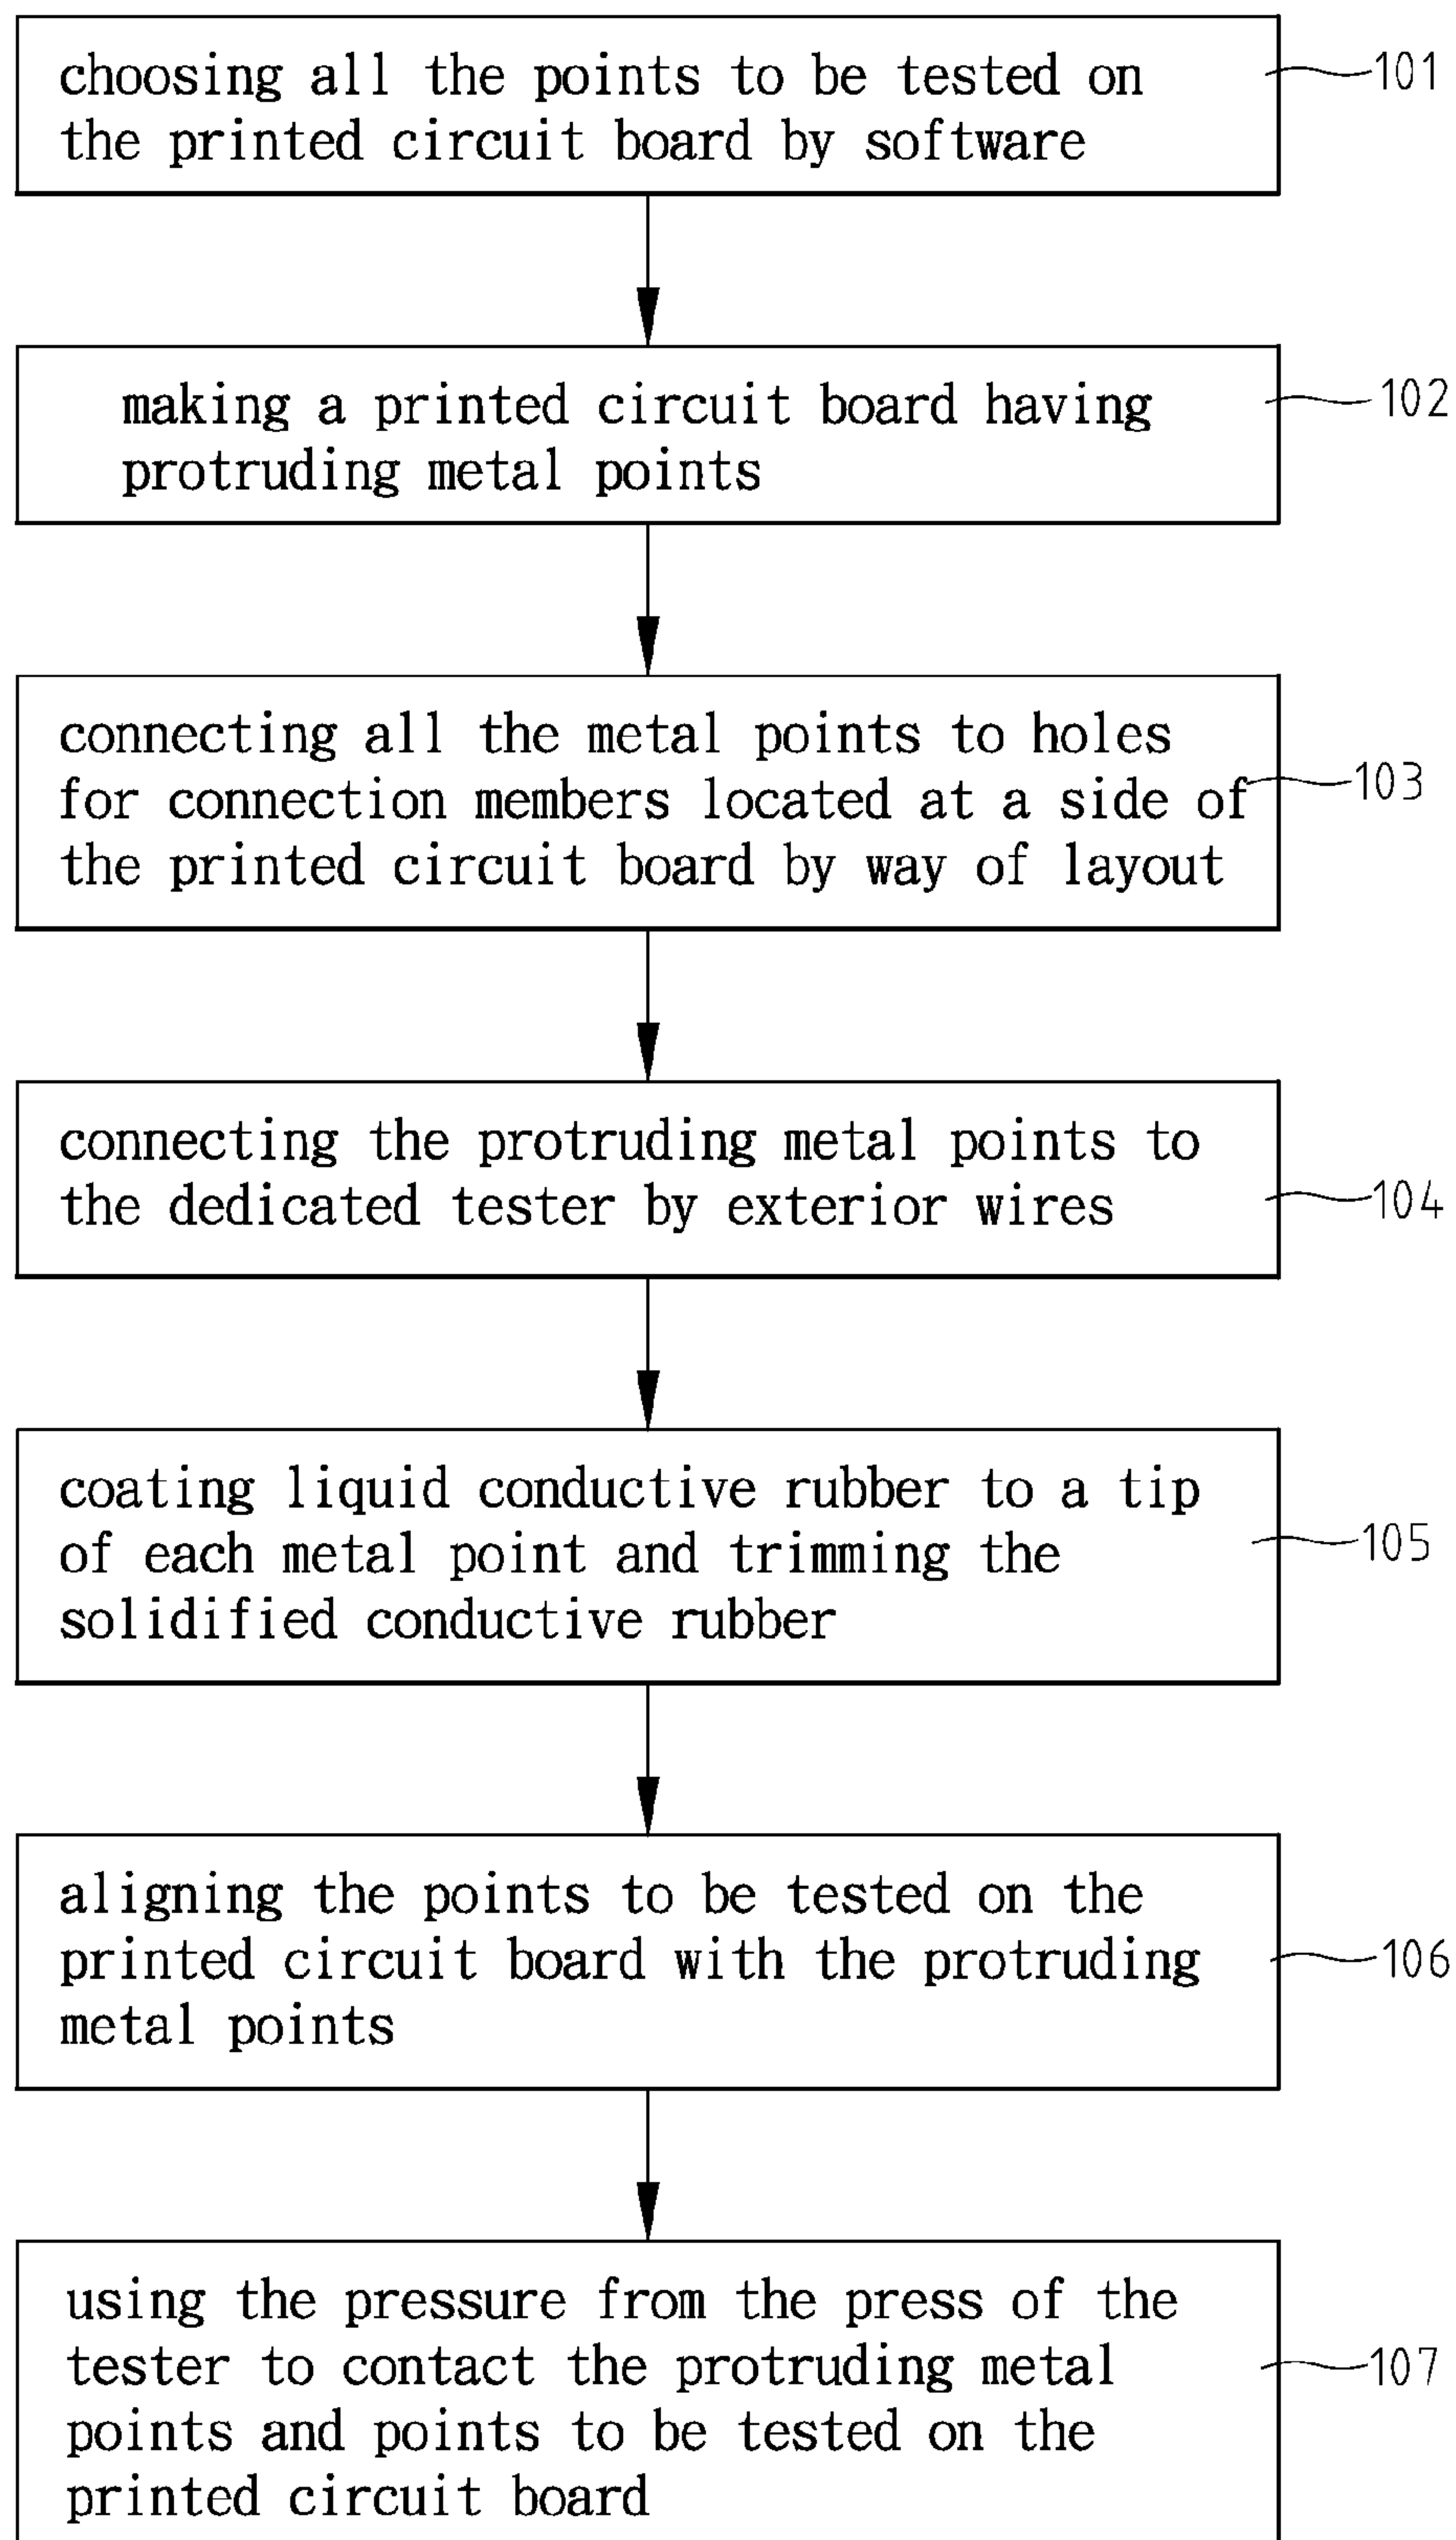 choosing all the points to be tested on
the printed circuit board by software
101
making a printed circuit board having
protruding metal points
102
connecting all the metal points to holes
for connection members located at a side of
the printed circuit board by way of layout
103
connecting the protruding metal points to
the dedicated tester by exterior wires
104
coating liquid conductive rubber to a tip
of each metal point and trimming the
solidified conductive rubber
105
aligning the points to be tested on the
printed circuit board with the protruding
metal points
106
using the pressure from the press of the
tester to contact the protruding metal
points and points to be tested on the
printed circuit board
107